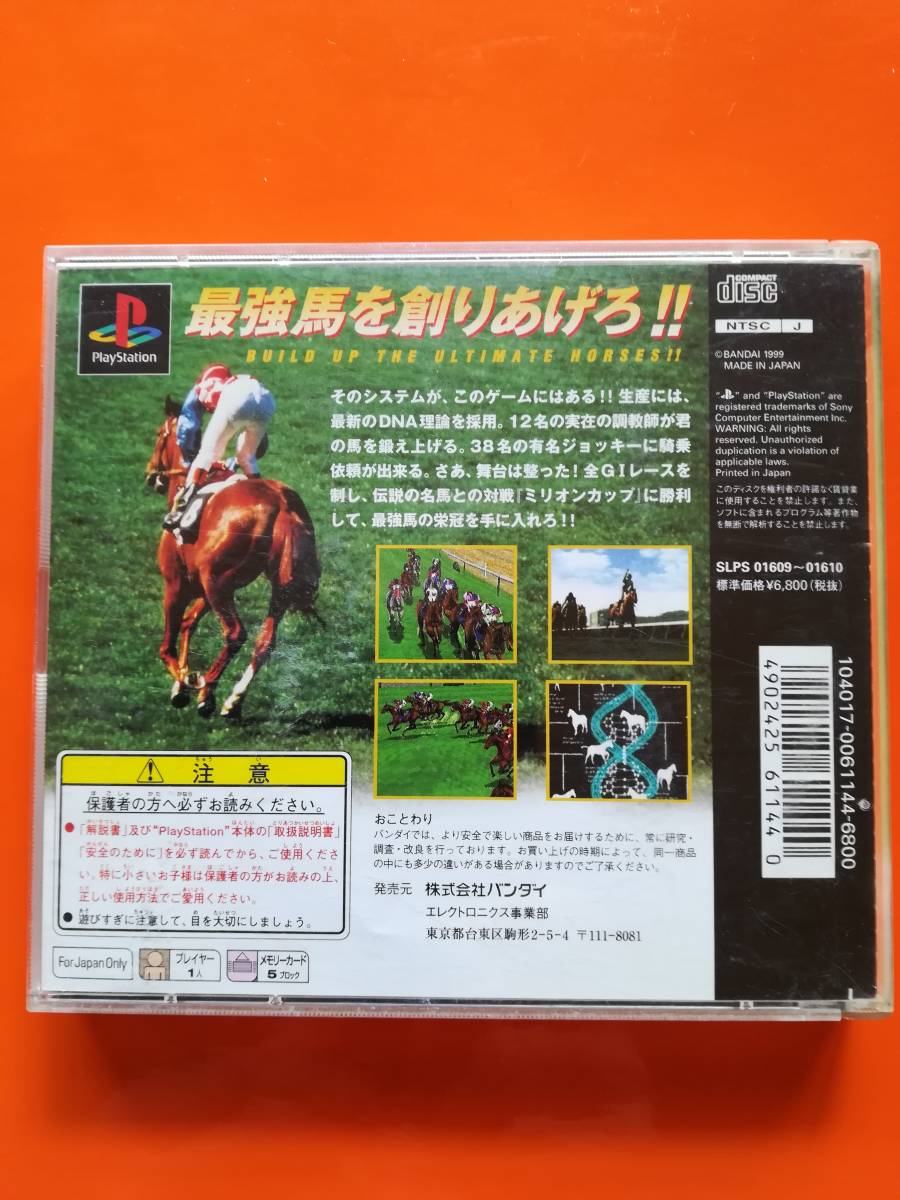 PlayStation
最強馬を創りあげろ!!
BUILD UP THE ULTIMATE HORSES!!
そのシステムが、このゲームにはある!! 生産には、
最新のDNA理論を採用。12名の実在の調教師が君
の馬を鍛え上げる。38名の有名ジョッキーに騎乗
依頼が出来る。さあ、舞台は整った! 全GIレースを
制し、伝説の名馬との対戦『ミリオンカップ』に勝利
して、最強馬の栄冠を手に入れろ!!
注意
ちゅう い
保護者の方へ必ずお読みください。
●「解説書」及び“PlayStation”本体の「取扱説明書」
「安全のために」を必ず読んでから、ご使用くださ
い。特に小さいお子様は保護者の方がお読みの上、
正しい使用方法でご愛用ください。
●遊びすぎに注意して、目を大切にしましょう。
For Japan Only
プレイヤー
1人
メモリーカード
5ブロック
おことわり
バンダイでは、より安全で楽しい商品をお届けするために、常に研究・
調査・改良を行っております。お買い上げの時期によって、同一商品
の中にも多少の違いがある場合がありますのでご了承ください。
発売元 株式会社バンダイ
エレクトロニクス事業部
東京都台東区駒形2-5-4 〒111-8081
COMPACT
disc
NTSC J
©BANDAI 1999
MADE IN JAPAN
“ ” and “PlayStation” are
registered trademarks of Sony
Computer Entertainment Inc.
WARNING: All rights
reserved. Unauthorized
duplication is a violation of
applicable laws.
Printed in Japan
このディスクを権利者の許諾なく賃貸業
に使用することを禁止します。また、
ソフトに含まれるプログラム等著作物
を無断で解析することを禁止します。
SLPS 01609～01610
標準価格¥6,800(税抜)
4902425 611440
104017-0061144-6800